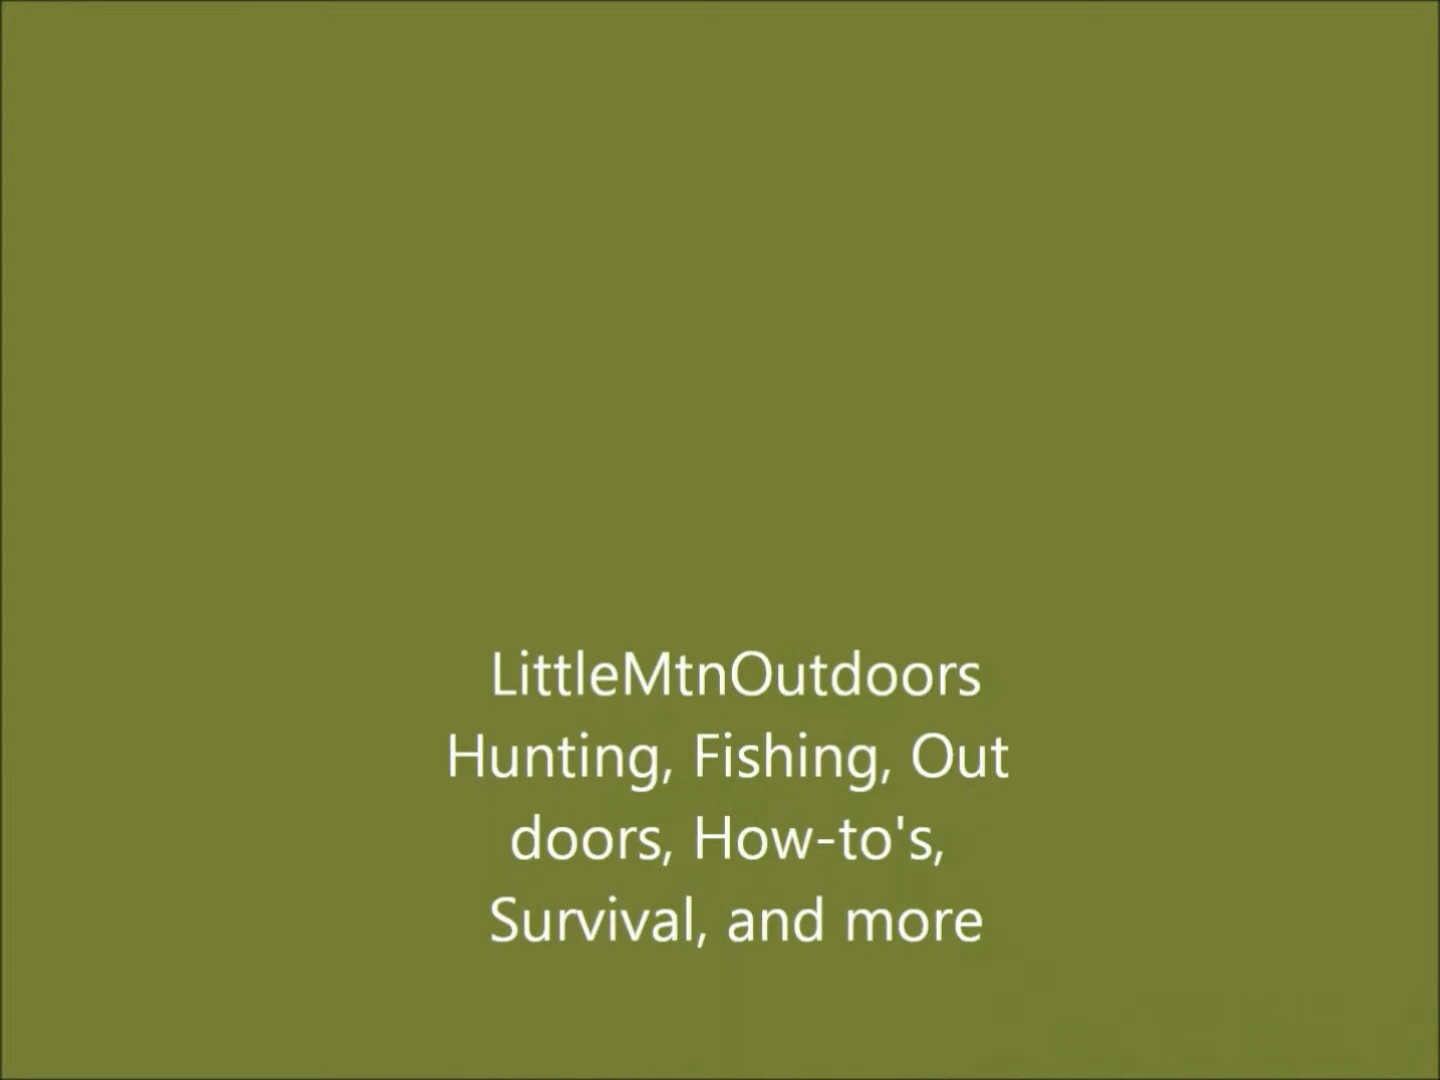 LittleMtnOutdoors
Hunting, Fishing, Out
doors, How-to's,
Survival, and more